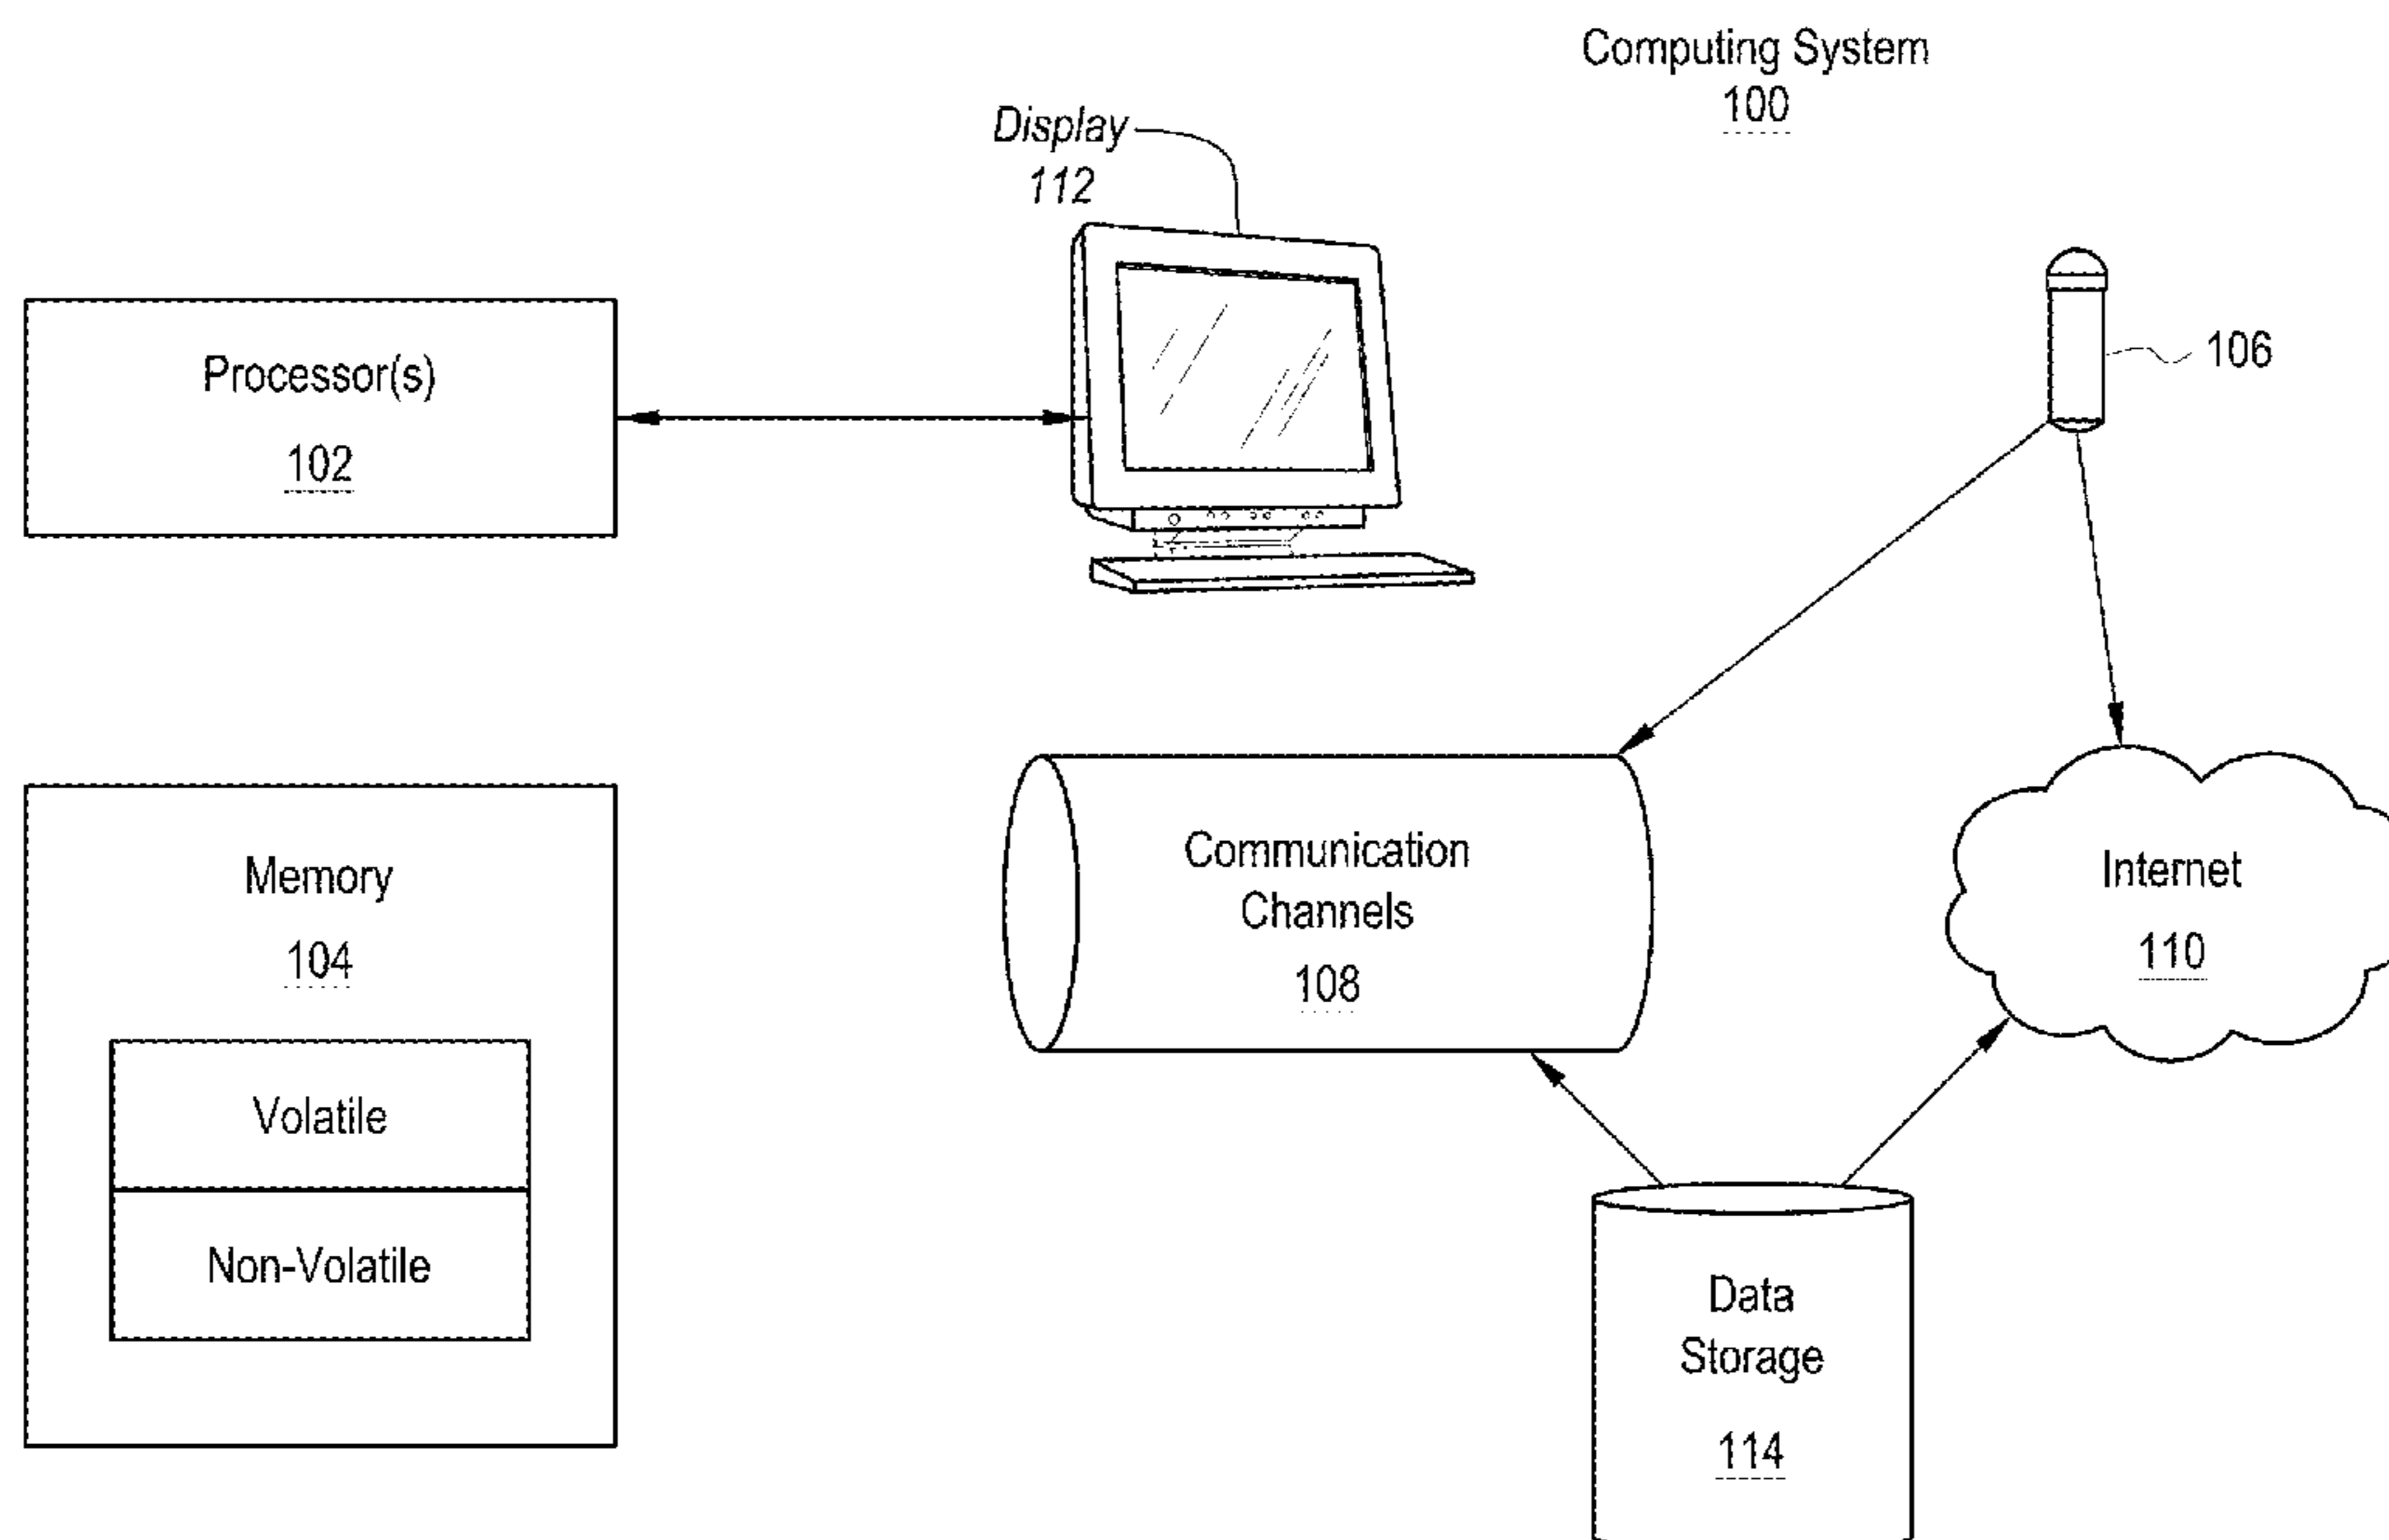 Computing System
100
Display
112
Processor(s)
102
106
Memory
104
Volatile
Non-Volatile
Communication
Channels
108
Internet
110
Data
Storage
114